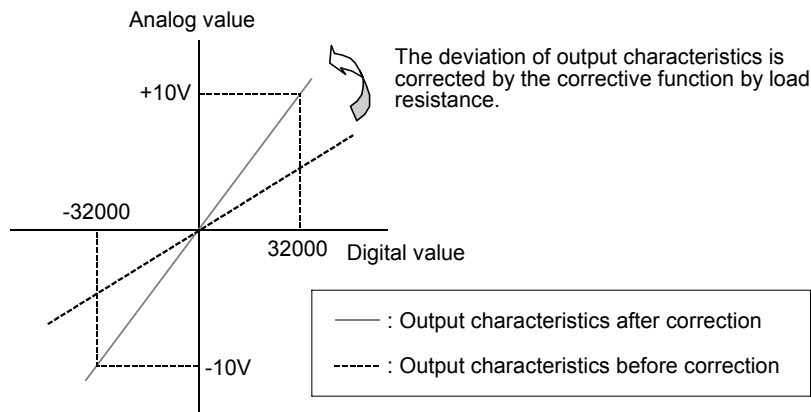 Analog value
The deviation of output characteristics is
corrected by the corrective function by load
resistance.
+10V
-32000
32000
Digital value
-10V
: Output characteristics after correction
: Output characteristics before correction